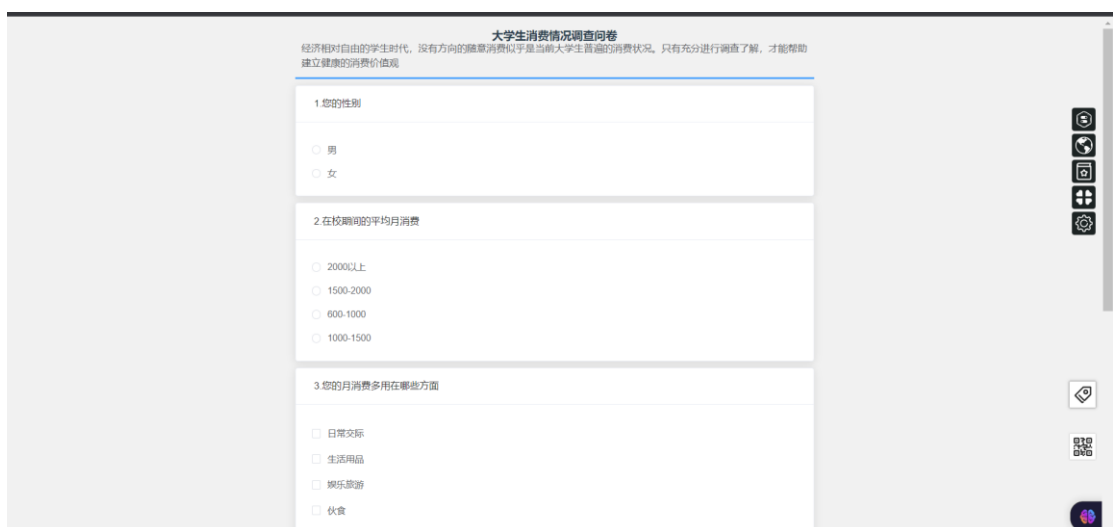 大学生消费情况调查问卷
经济相对自由的学生时代，没有方向的随意消费似乎是当前大学生普遍的消费状况。只有充分进行调查了解，才能帮助
建立健康的消费价值观
1.您的性别
男
女
2.在校期间的平均月消费
2000以上
1500-2000
600-1000
1000-1500
3.您的月消费多用在哪些方面
日常交际
生活用品
娱乐旅游
伙食